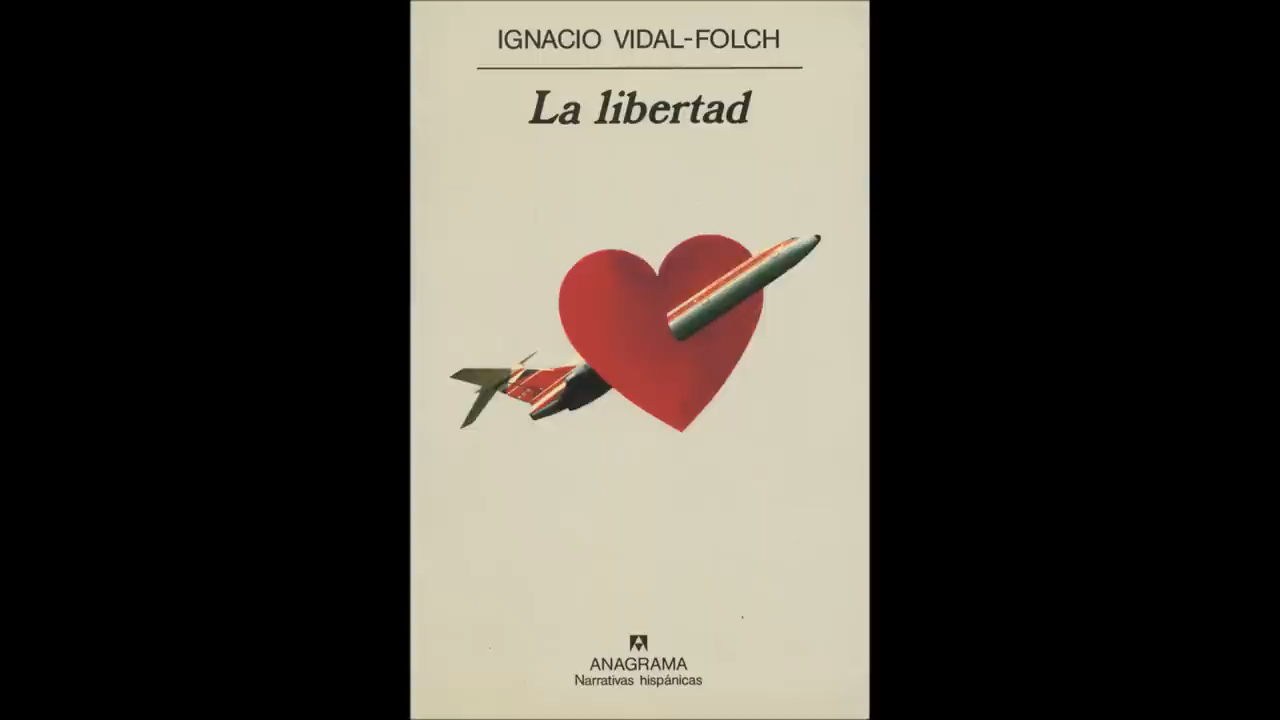 IGNACIO VIDAL-FOLCH
La libertad
ANAGRAMA
Narrativas hispánicas